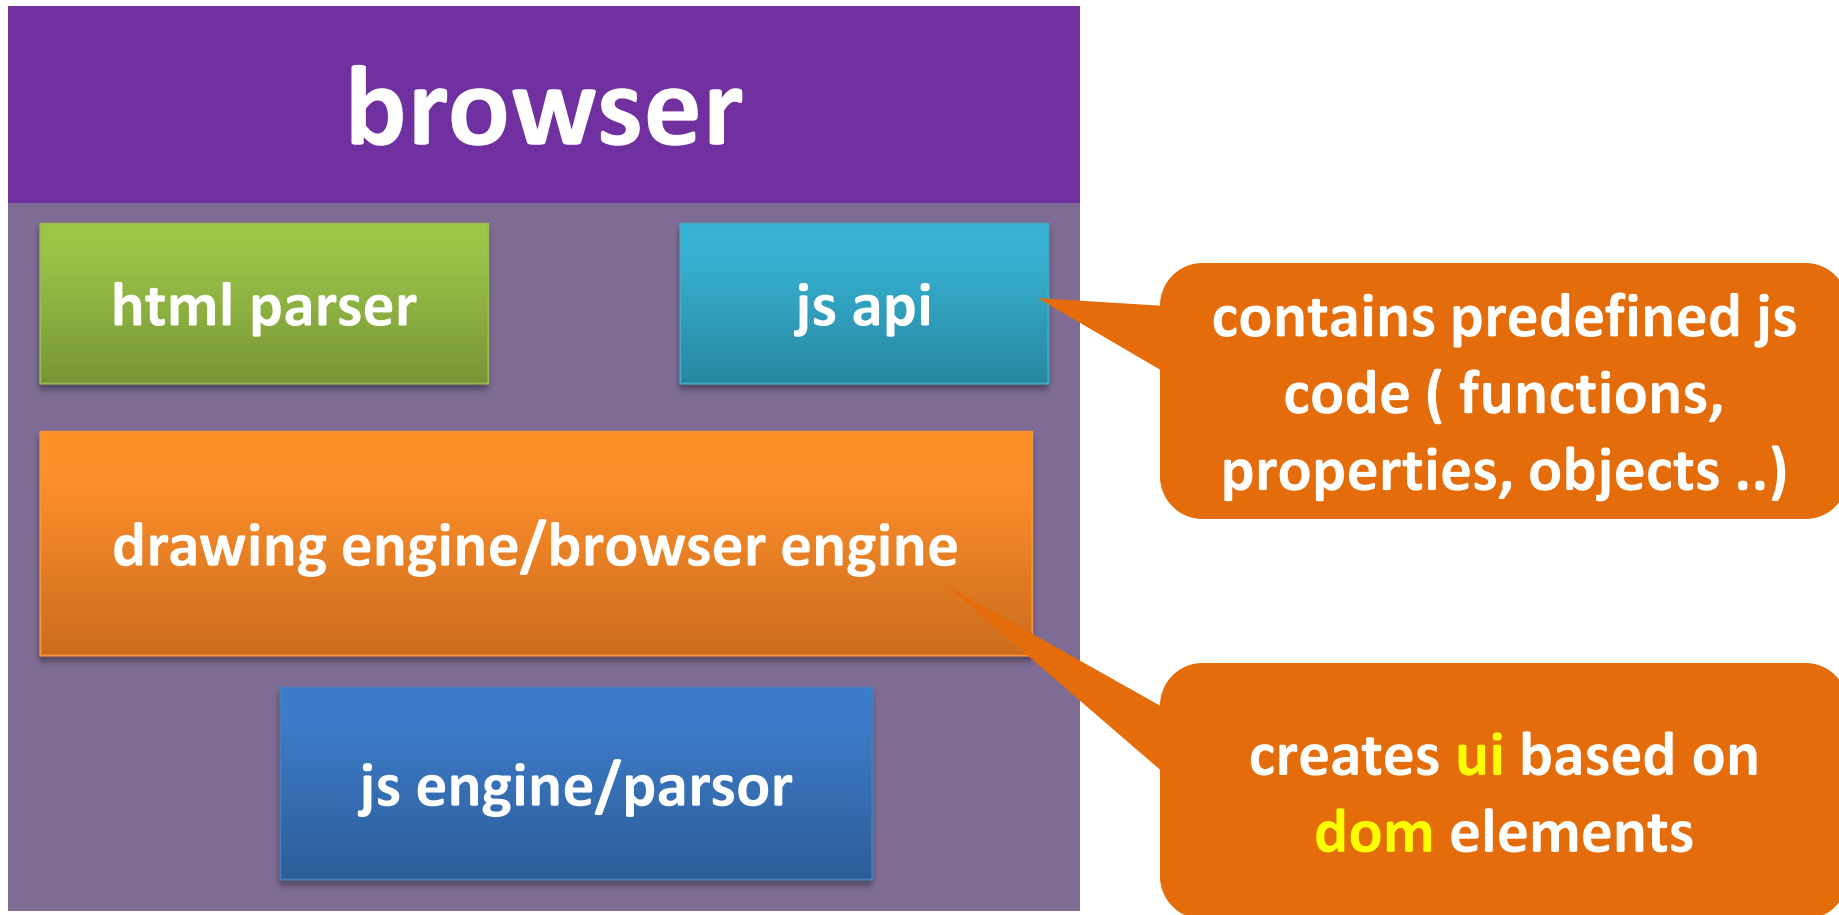 browser
html parser
js api
contains predefined js
code ( functions,
properties, objects ..)
drawing engine/browser engine
js engine/parsor
creates ui based on
dom elements